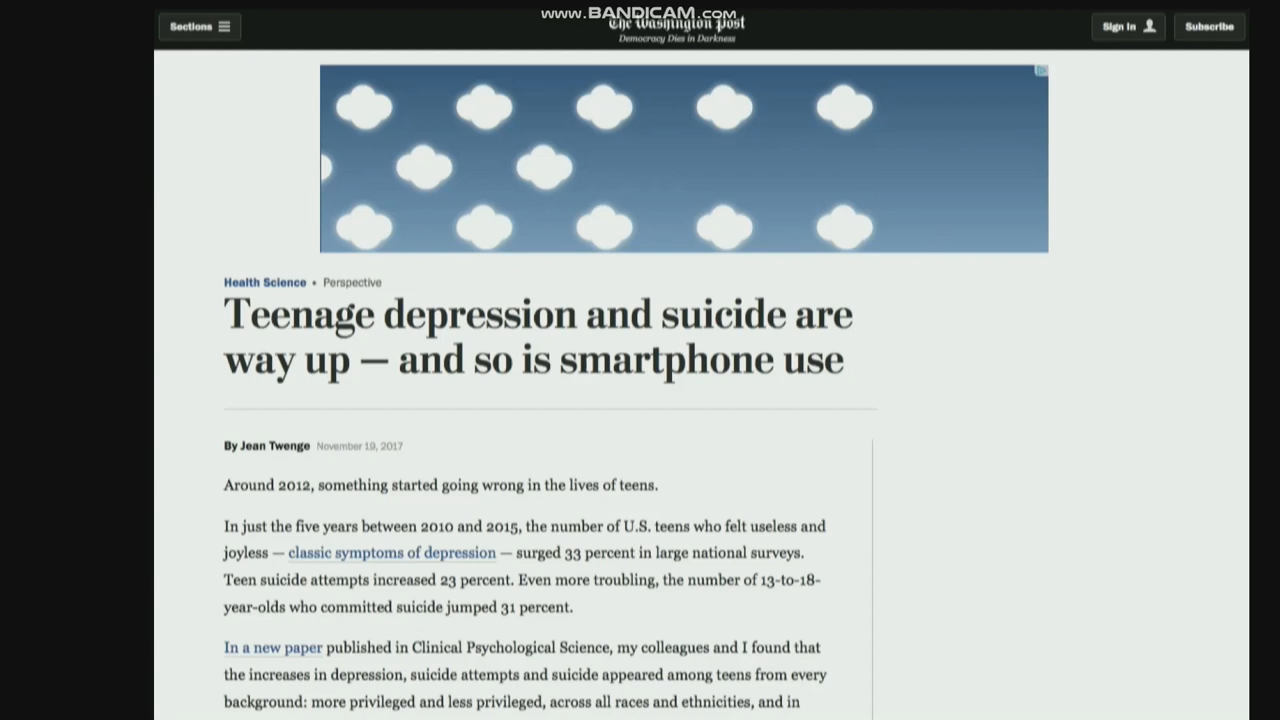 www.BANDICAM.com
Sections
The Washington Post
Democracy Dies in Darkness
Sign In
Subscribe
Health Science • Perspective
Teenage depression and suicide are
way up — and so is smartphone use
By Jean Twenge November 19, 2017
Around 2012, something started going wrong in the lives of teens.
In just the five years between 2010 and 2015, the number of U.S. teens who felt useless and
joyless — classic symptoms of depression — surged 33 percent in large national surveys.
Teen suicide attempts increased 23 percent. Even more troubling, the number of 13-to-18-
year-olds who committed suicide jumped 31 percent.
In a new paper published in Clinical Psychological Science, my colleagues and I found that
the increases in depression, suicide attempts and suicide appeared among teens from every
background: more privileged and less privileged, across all races and ethnicities, and in